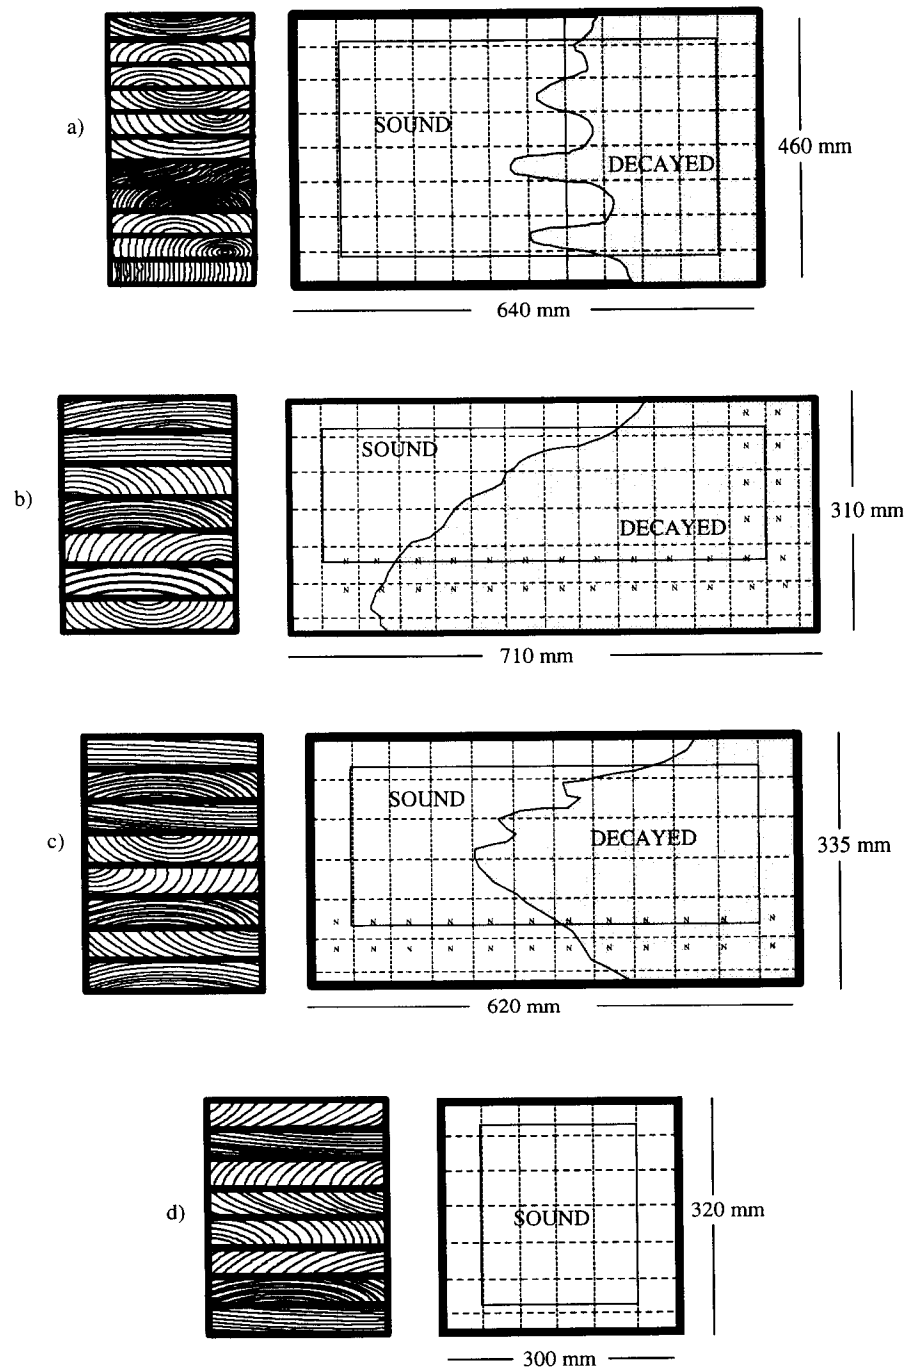 a)
SOUND
DECAYED
460 mm
640 mm
b)
N N
SOUND
N N
N N
N N
DECAYED
310 mm
N N N N N N N N N N N N N
N N N N N N N N N N N N N
710 mm
c)
SOUND
DECAYED
335 mm
N N N N N N N N N N N N
N N N N N N N N N N N N
620 mm
d)
SOUND
320 mm
300 mm